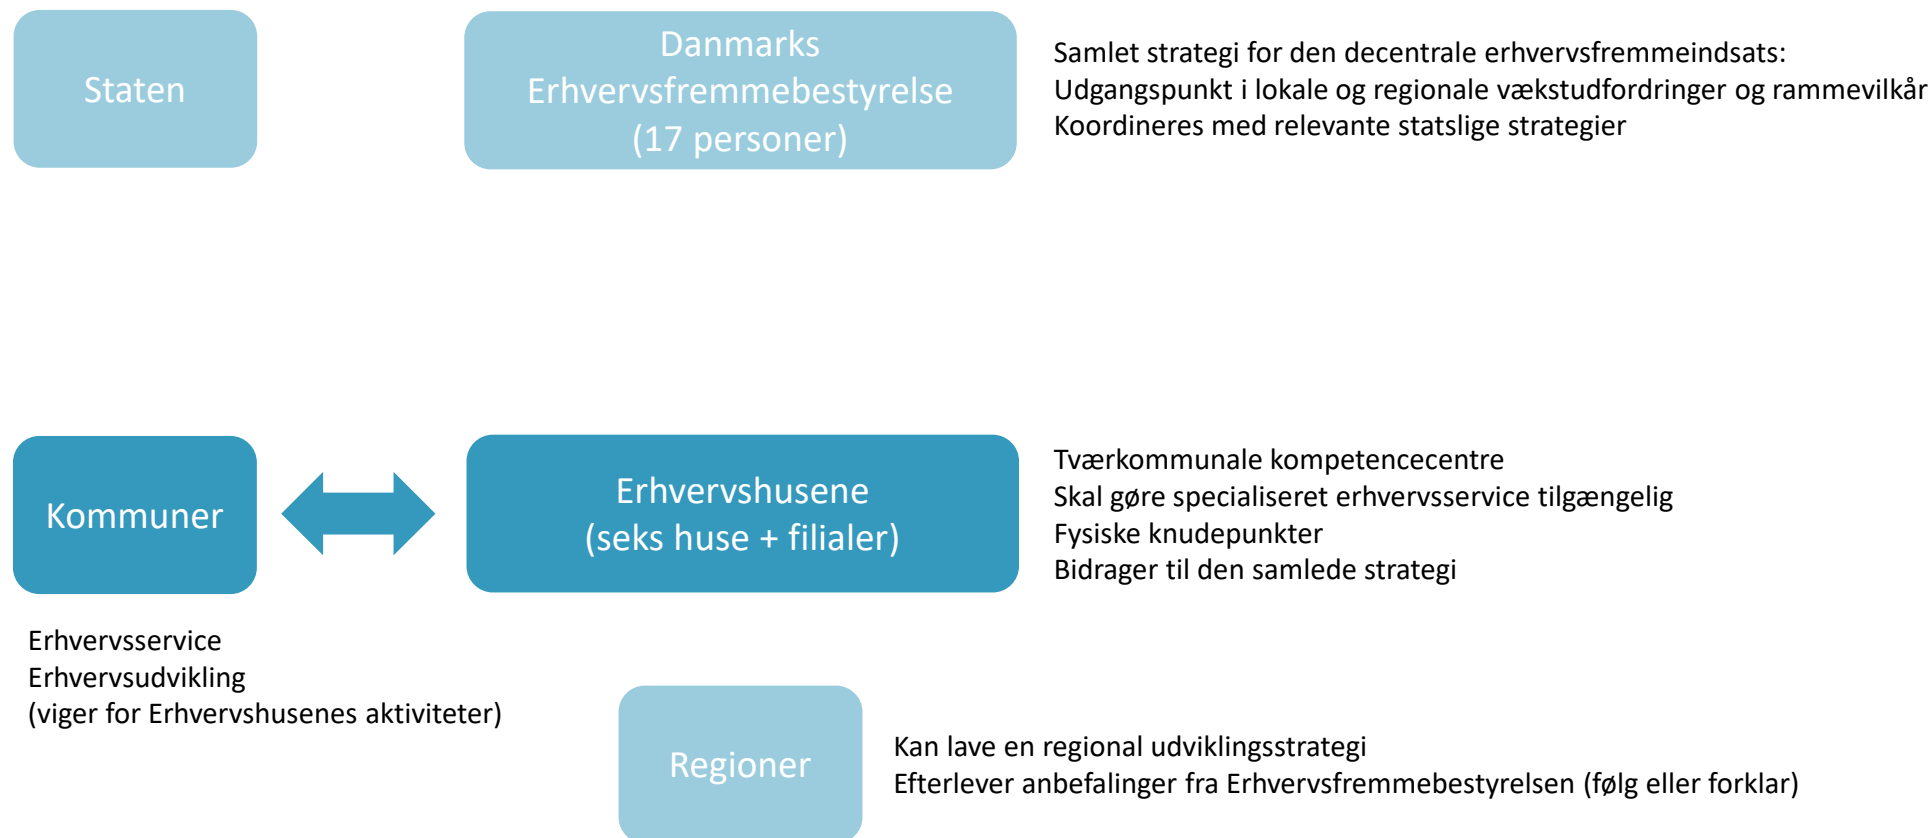 Staten
Danmarks
Erhvervsfremmebestyrelse
(17 personer)
Samlet strategi for den decentrale erhvervsfremmeindsats:
Udgangspunkt i lokale og regionale vækstudfordringer og rammevilkår
Koordineres med relevante statslige strategier
Kommuner
Erhvervshusene
(seks huse + filialer)
Tværkommunale kompetencecentre
Skal gøre specialiseret erhvervsservice tilgængelig
Fysiske knudepunkter
Bidrager til den samlede strategi
Erhvervsservice
Erhvervsudvikling
(viger for Erhvervshusenes aktiviteter)
Regioner
Kan lave en regional udviklingsstrategi
Efterlever anbefalinger fra Erhvervsfremmebestyrelsen (følg eller forklar)